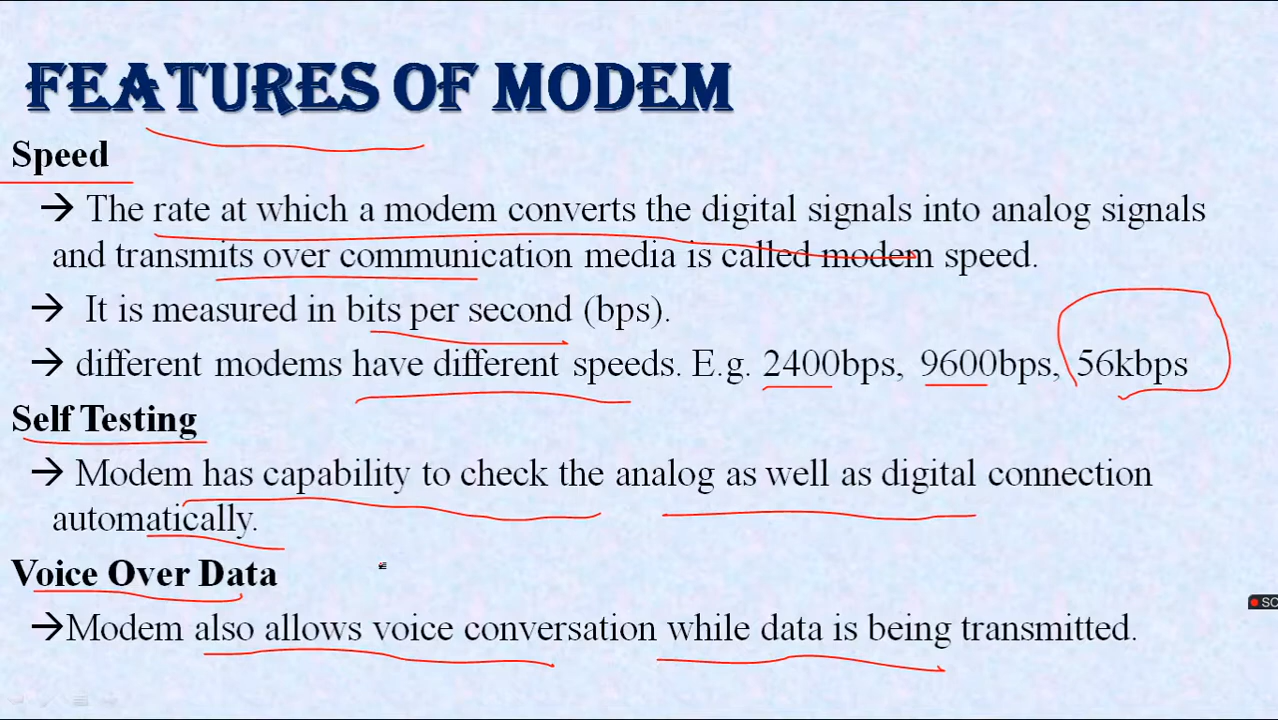 FEATURES OF MODEM
Speed
→ The rate at which a modem converts the digital signals into analog signals
and transmits over communication media is called modem speed.
→ It is measured in bits per second (bps).
→ different modems have different speeds. E.g. 2400bps, 9600bps, 56kbps
Self Testing
→ Modem has capability to check the analog as well as digital connection
automatically.
Voice Over Data
→Modem also allows voice conversation while data is being transmitted.